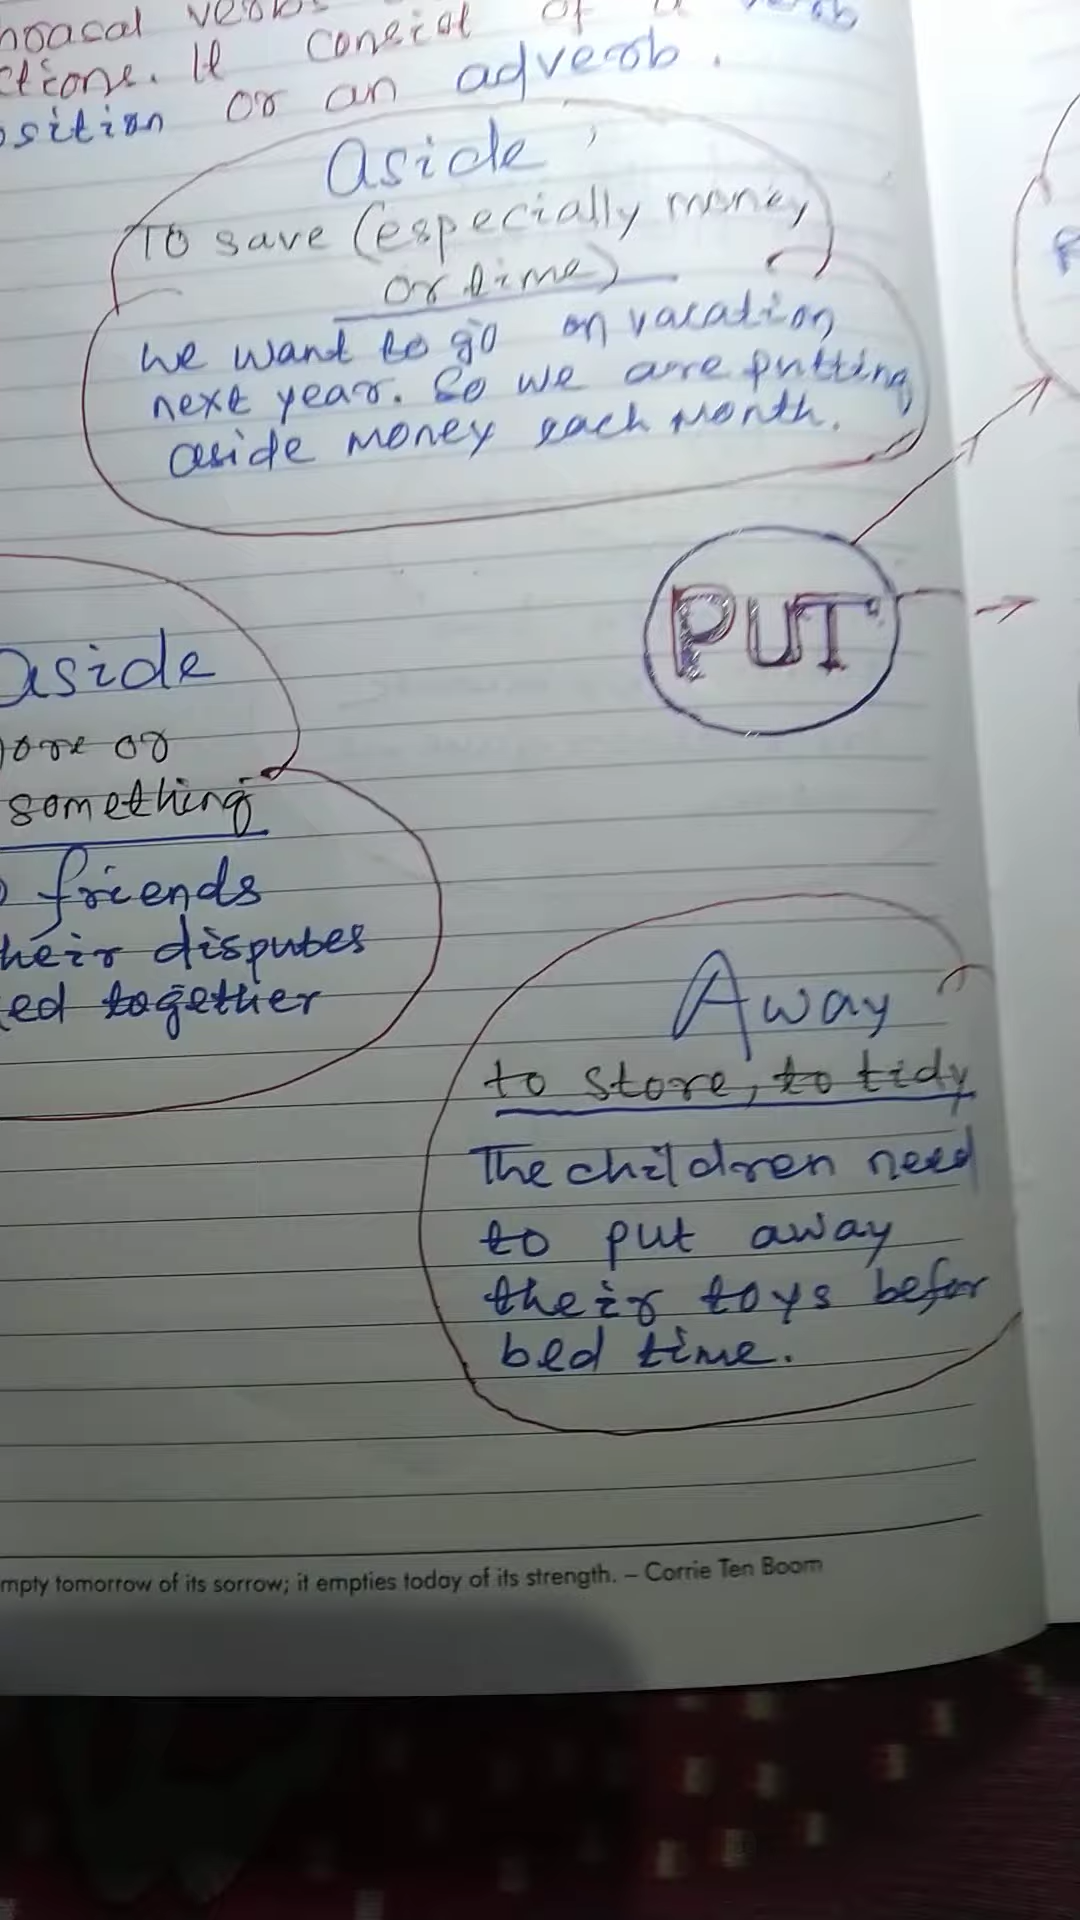 verbs
ctions. It consist of a verb
osition or an adverb.
Aside
To save (especially money
or time)
we want to go on vacation
next year. So we are putting
aside money each month.
PUT
aside
ore or
something
friends
heir disputes
ed together
Away
to store, to tidy
The children need
to put away
their toys befor
bed time.
mpty tomorrow of its sorrow; it empties today of its strength. – Corrie Ten Boom